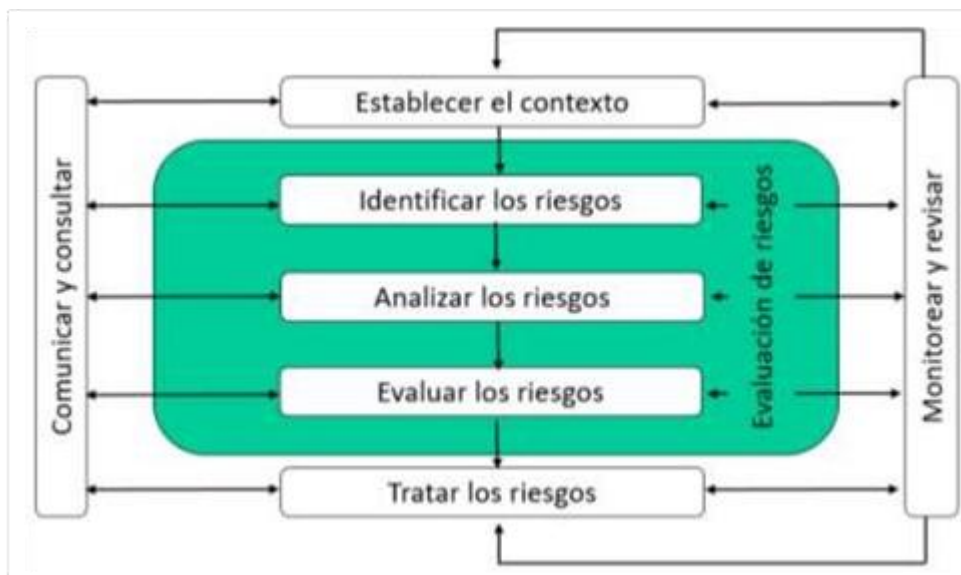 Establecer el contexto
Identificar los riesgos
Analizar los riesgos
Evaluar los riesgos
Tratar los riesgos
Comunicar y consultar
Evaluación de riesgos
Monitorear y revisar